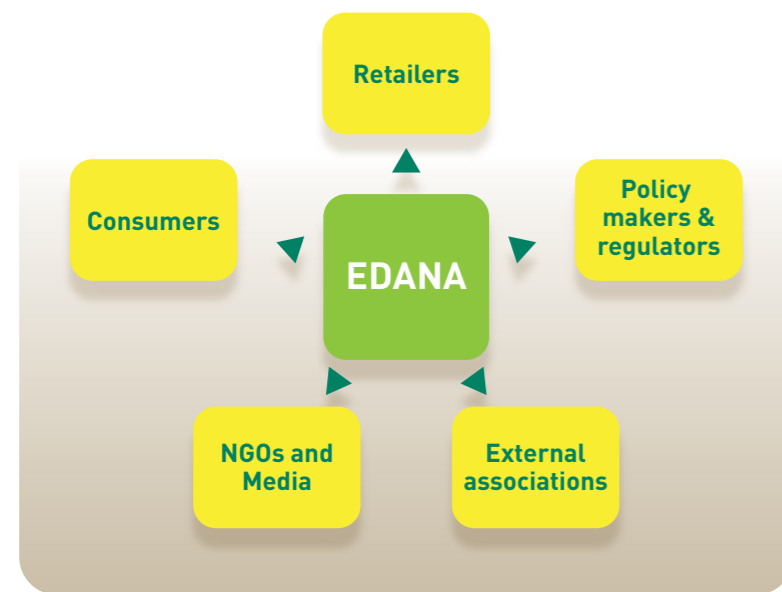 Retailers
Consumers
Policy
makers &
regulators
EDANA
NGOs and
Media
External
associations